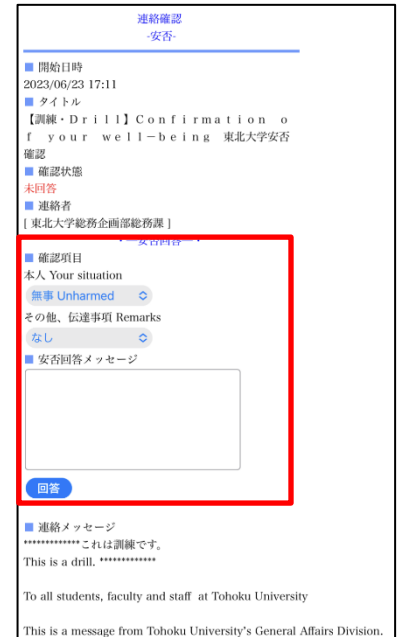 連絡確認
-安否-
■ 開始日時
2023/06/23 17:11
■ タイトル
【訓練・Drill】Confirmation o
f your well－being 東北大学安否
確認
■ 確認状態
未回答
■ 連絡者
[ 東北大学総務企画部総務課 ]
・―安否回答―・
■ 確認項目
本人 Your situation
無事 Unharmed
その他、伝達事項 Remarks
なし
■ 安否回答メッセージ
回答
■ 連絡メッセージ
*************これは訓練です。
This is a drill. *************
To all students, faculty and staff at Tohoku University
This is a message from Tohoku University's General Affairs Division.